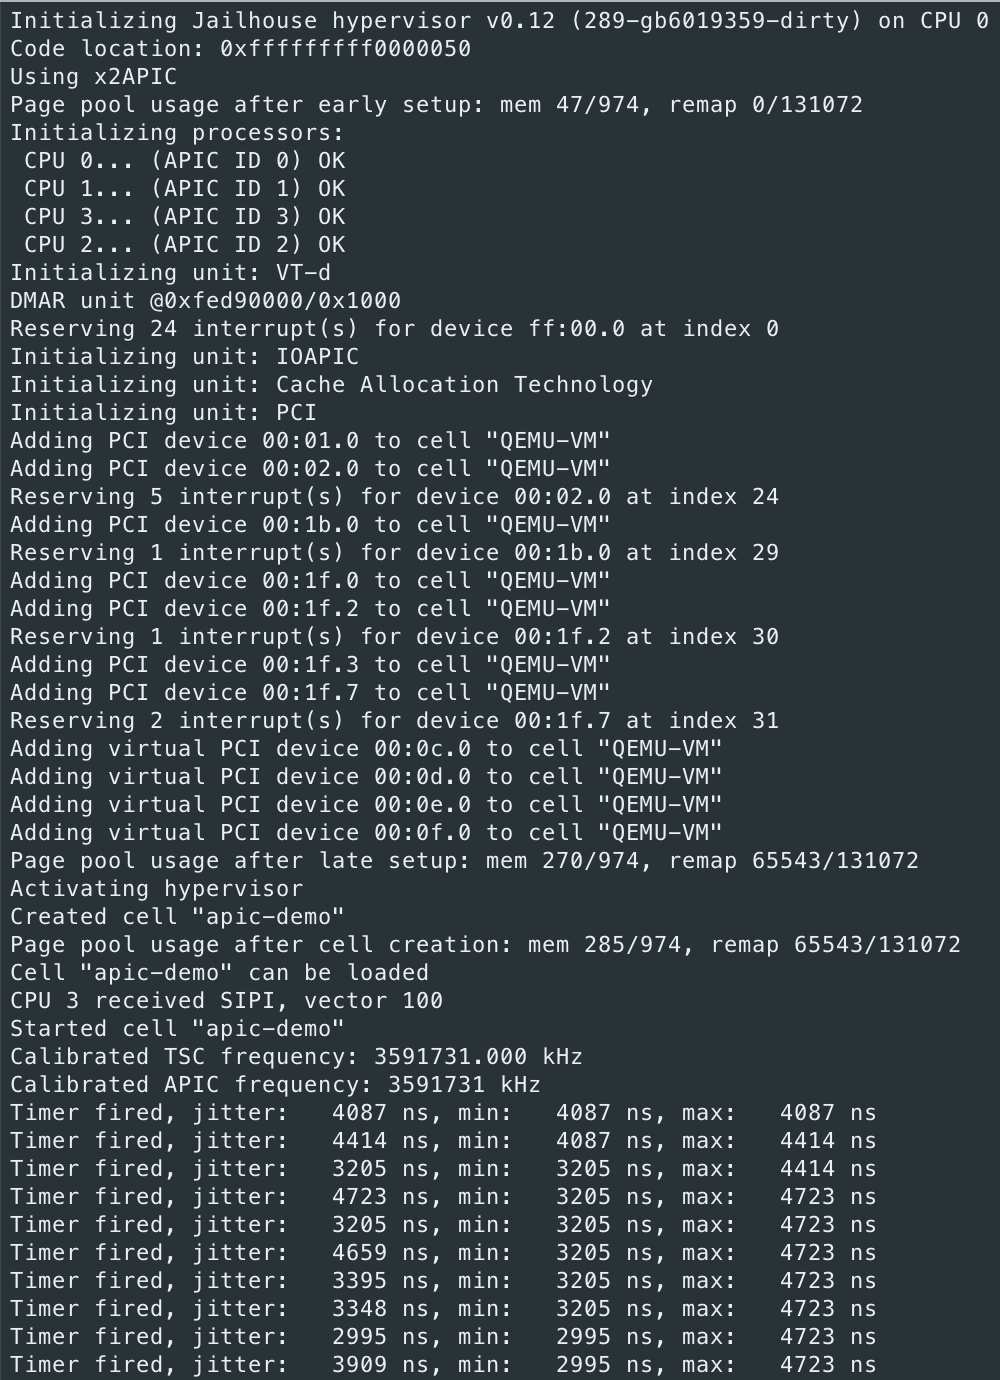 Initializing Jailhouse hypervisor v0.12 (289-gb6019359-dirty) on CPU 0
Code location: 0xfffffffff0000050
Using x2APIC
Page pool usage after early setup: mem 47/974, remap 0/131072
Initializing processors:
 CPU 0... (APIC ID 0) OK
 CPU 1... (APIC ID 1) OK
 CPU 3... (APIC ID 3) OK
 CPU 2... (APIC ID 2) OK
Initializing unit: VT-d
DMAR unit @0xfed90000/0x1000
Reserving 24 interrupt(s) for device ff:00.0 at index 0
Initializing unit: IOAPIC
Initializing unit: Cache Allocation Technology
Initializing unit: PCI
Adding PCI device 00:01.0 to cell "QEMU-VM"
Adding PCI device 00:02.0 to cell "QEMU-VM"
Reserving 5 interrupt(s) for device 00:02.0 at index 24
Adding PCI device 00:1b.0 to cell "QEMU-VM"
Reserving 1 interrupt(s) for device 00:1b.0 at index 29
Adding PCI device 00:1f.0 to cell "QEMU-VM"
Adding PCI device 00:1f.2 to cell "QEMU-VM"
Reserving 1 interrupt(s) for device 00:1f.2 at index 30
Adding PCI device 00:1f.3 to cell "QEMU-VM"
Adding PCI device 00:1f.7 to cell "QEMU-VM"
Reserving 2 interrupt(s) for device 00:1f.7 at index 31
Adding virtual PCI device 00:0c.0 to cell "QEMU-VM"
Adding virtual PCI device 00:0d.0 to cell "QEMU-VM"
Adding virtual PCI device 00:0e.0 to cell "QEMU-VM"
Adding virtual PCI device 00:0f.0 to cell "QEMU-VM"
Page pool usage after late setup: mem 270/974, remap 65543/131072
Activating hypervisor
Created cell "apic-demo"
Page pool usage after cell creation: mem 285/974, remap 65543/131072
Cell "apic-demo" can be loaded
CPU 3 received SIPI, vector 100
Started cell "apic-demo"
Calibrated TSC frequency: 3591731.000 kHz
Calibrated APIC frequency: 3591731 kHz
Timer fired, jitter:   4087 ns, min:   4087 ns, max:   4087 ns
Timer fired, jitter:   4414 ns, min:   4087 ns, max:   4414 ns
Timer fired, jitter:   3205 ns, min:   3205 ns, max:   4414 ns
Timer fired, jitter:   4723 ns, min:   3205 ns, max:   4723 ns
Timer fired, jitter:   3205 ns, min:   3205 ns, max:   4723 ns
Timer fired, jitter:   4659 ns, min:   3205 ns, max:   4723 ns
Timer fired, jitter:   3395 ns, min:   3205 ns, max:   4723 ns
Timer fired, jitter:   3348 ns, min:   3205 ns, max:   4723 ns
Timer fired, jitter:   2995 ns, min:   2995 ns, max:   4723 ns
Timer fired, jitter:   3909 ns, min:   2995 ns, max:   4723 ns